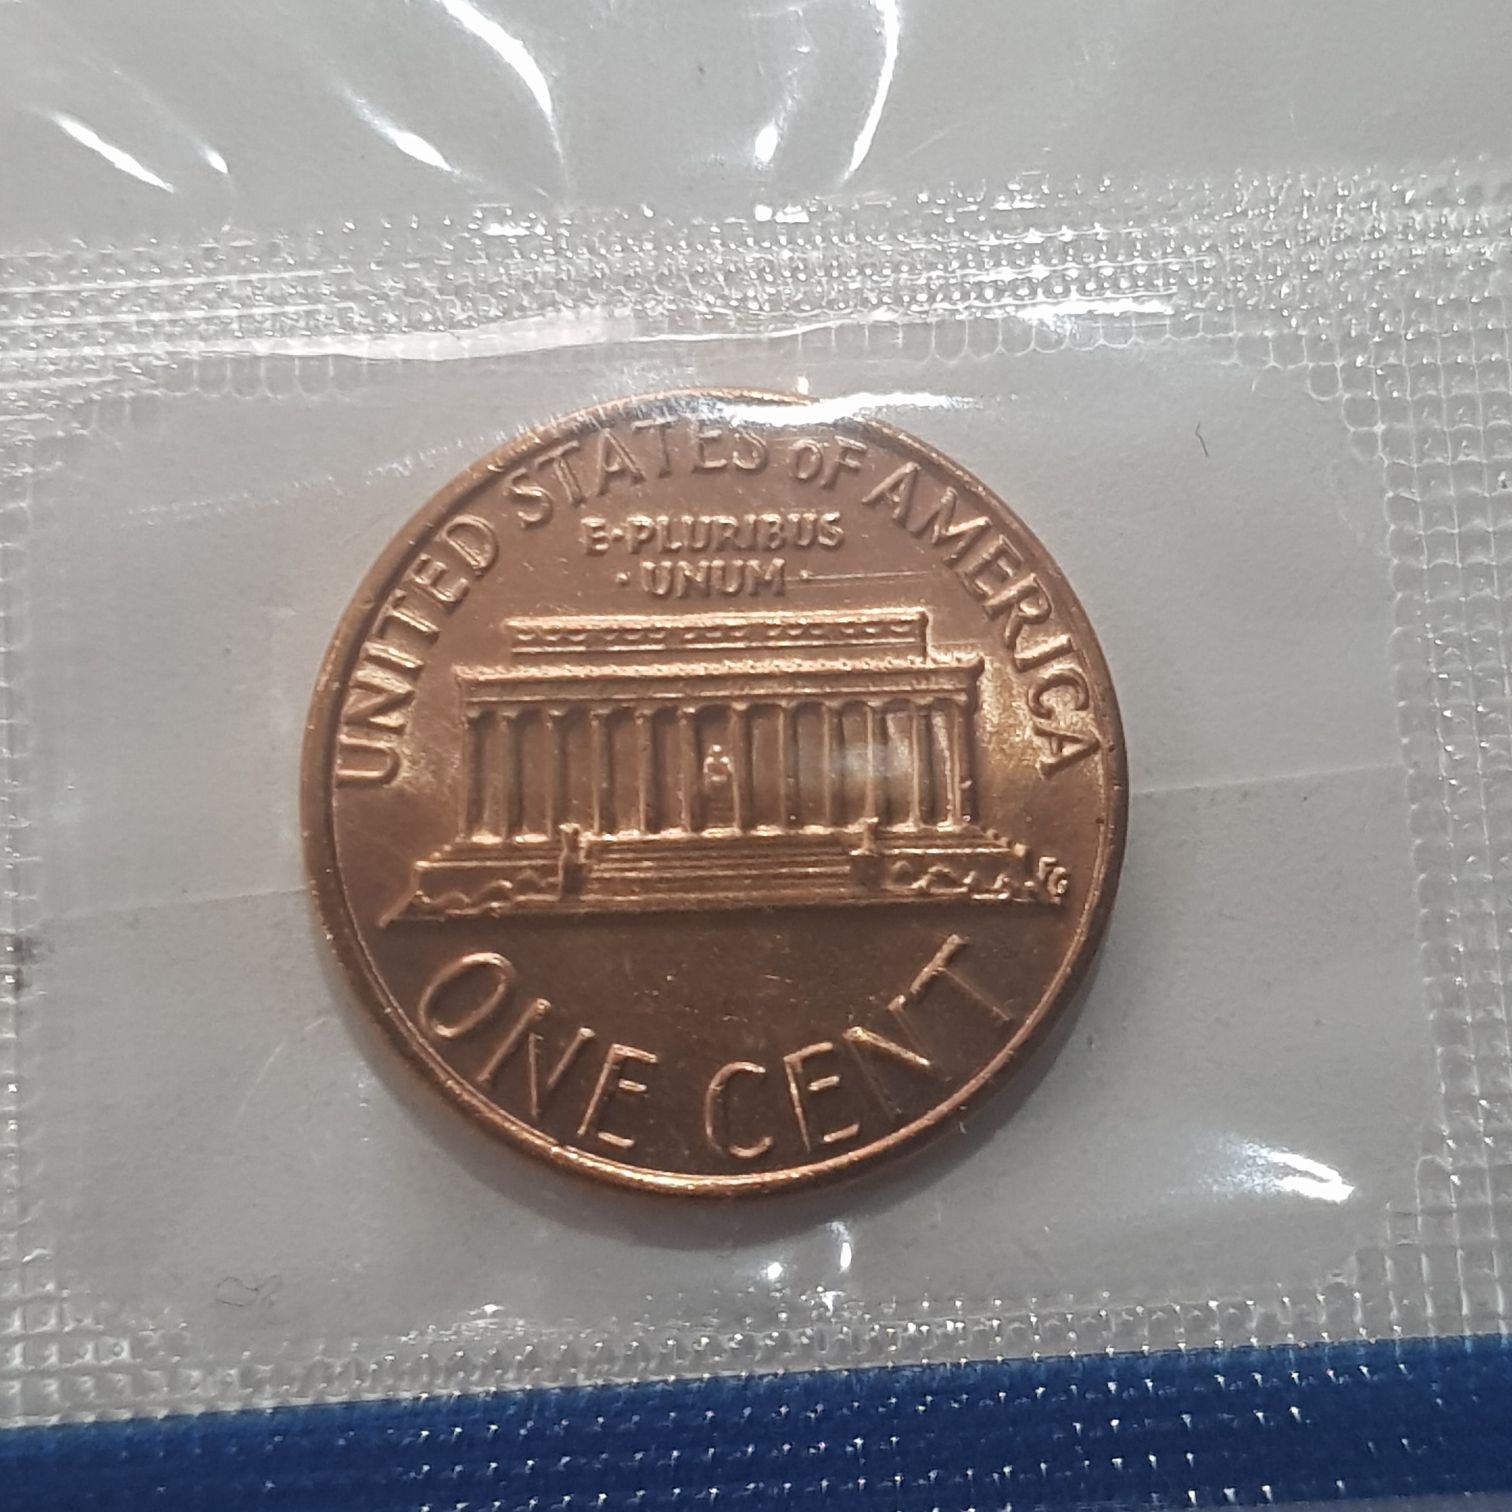 UNITED STATES OF AMERICA
E·PLURIBUS
·UNUM·
FG
ONE CENT